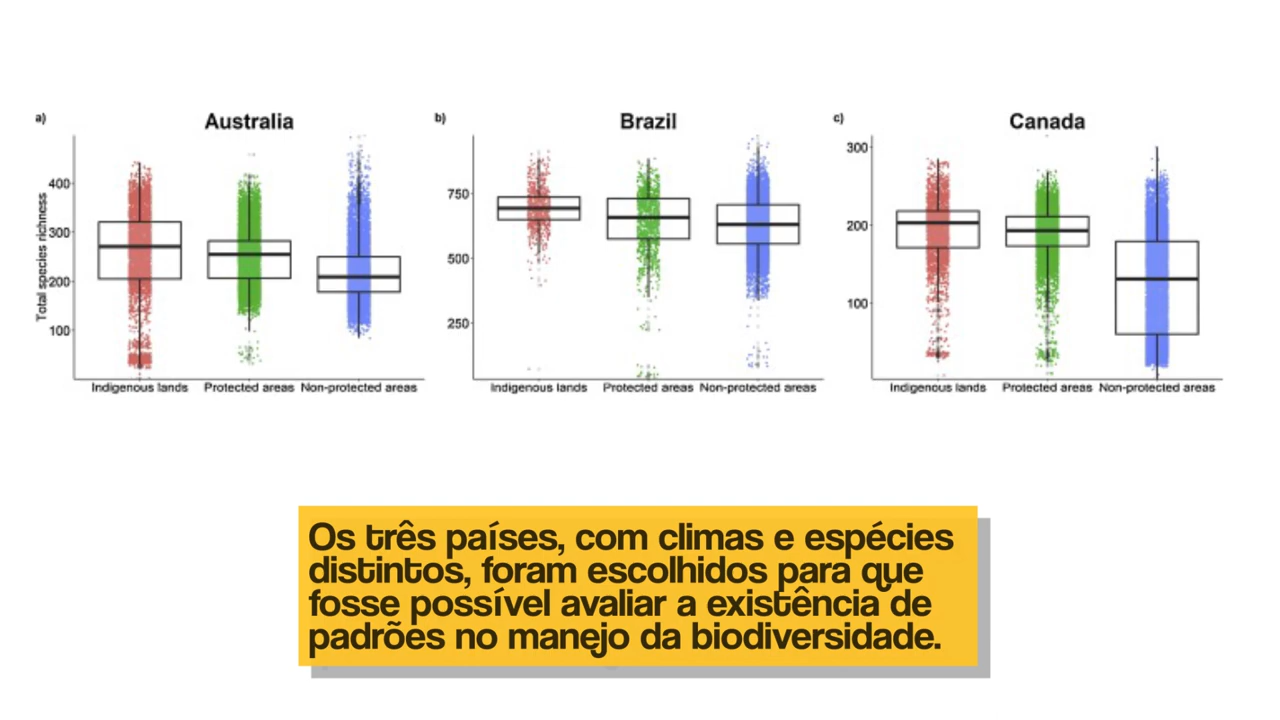 a)
Australia
Total species richness
400
300
200
100
Indigenous lands
Protected areas
Non-protected areas
b)
Brazil
750
500
250
Indigenous lands
Protected areas
Non-protected areas
c)
Canada
300
200
100
Indigenous lands
Protected areas
Non-protected areas
Os três países, com climas e espécies
distintos, foram escolhidos para que
fosse possível avaliar a existência de
padrões no manejo da biodiversidade.